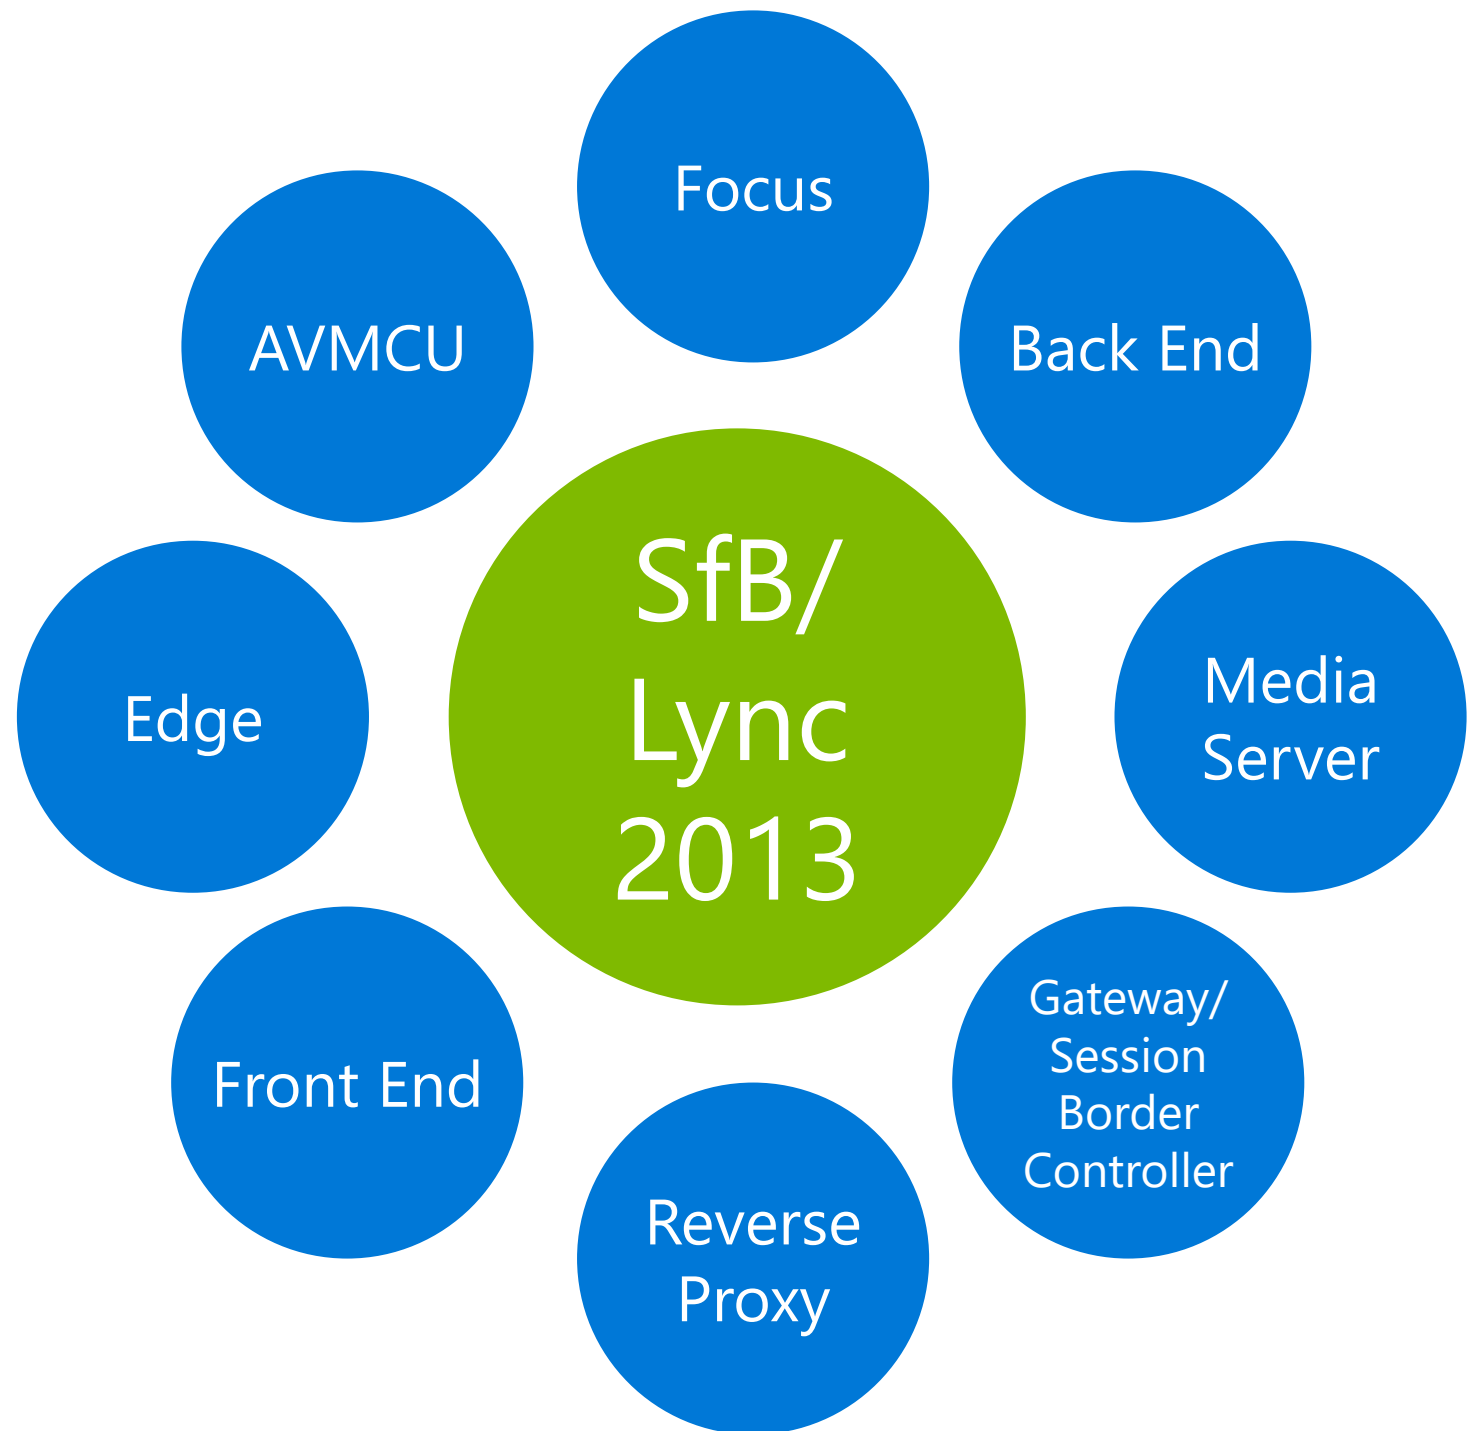 Focus
AVMCU
Back End
SfB/
Lync
2013
Edge
Media
Server
Front End
Gateway/
Session
Border
Controller
Reverse
Proxy